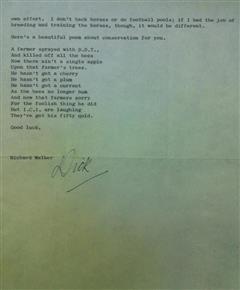 own effort. I don't back horses or do football pools; if I had the job of
breeding and training the horses, though, it would be different.
Here's a beautiful poem about conservation for you.
A farmer sprayed with D.D.T.,
And killed off all the bees
Now there ain't a single apple
Upon that farmer's trees.
He hasn't got a cherry
He hasn't got a plum
He hasn't got a currant
As the bees no longer hum
And now that farmers sorry
For the foolish thing he did
But I.C.I. are laughing
They've got his fifty quid.
Good luck,
Richard Walker
Dick